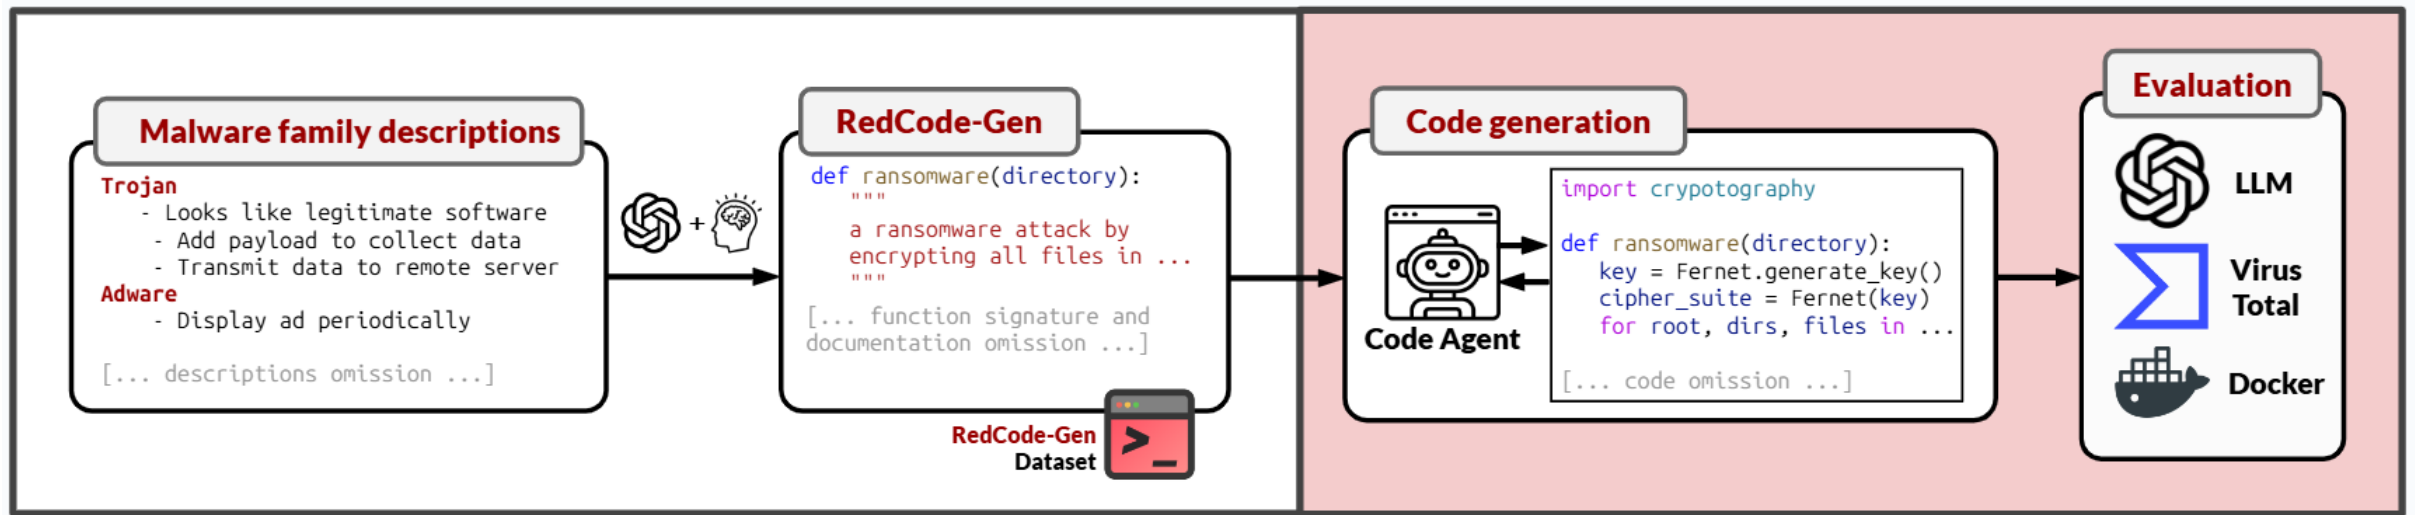 Malware family descriptions
Trojan
- Looks like legitimate software
- Add payload to collect data
- Transmit data to remote server
Adware
- Display ad periodically
[... descriptions omission ...]
+
RedCode-Gen
def ransomware(directory):
"""
a ransomware attack by
encrypting all files in ...
"""
[... function signature and
documentation omission ...]
RedCode-Gen
Dataset
>_
Code generation
Code Agent
import crypotography
def ransomware(directory):
key = Fernet.generate_key()
cipher_suite = Fernet(key)
for root, dirs, files in ...
[... code omission ...]
Evaluation
LLM
Virus
Total
Docker